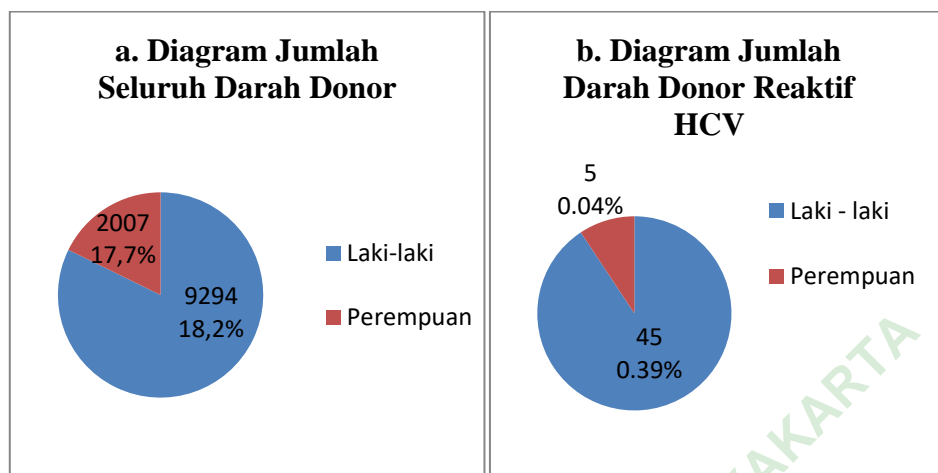 a. Diagram Jumlah
Seluruh Darah Donor
2007
17,7%
9294
18,2%
Laki-laki
Perempuan
b. Diagram Jumlah
Darah Donor Reaktif
HCV
5
0.04%
45
0.39%
Laki - laki
Perempuan
AKARTA